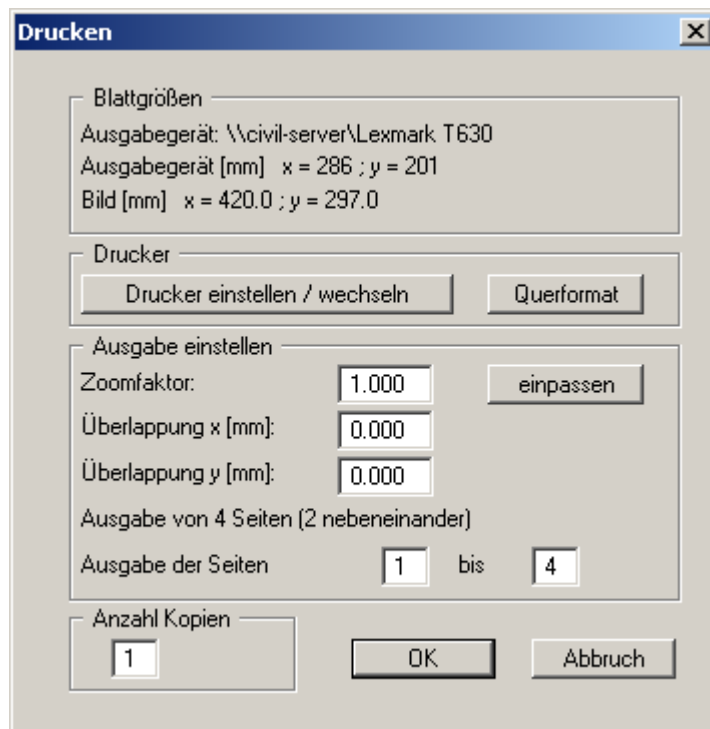 Drucken
Blattgrößen
Ausgabegerät: \\civil-server\Lexmark T630
Ausgabegerät [mm] x = 286 ; y = 201
Bild [mm] x = 420.0 ; y = 297.0
Drucker
Drucker einstellen / wechseln Querformat
Ausgabe einstellen
Zoomfaktor: 1.000 einpassen
Überlappung x [mm]: 0.000
Überlappung y [mm]: 0.000
Ausgabe von 4 Seiten (2 nebeneinander)
Ausgabe der Seiten 1 bis 4
Anzahl Kopien
1 OK Abbruch